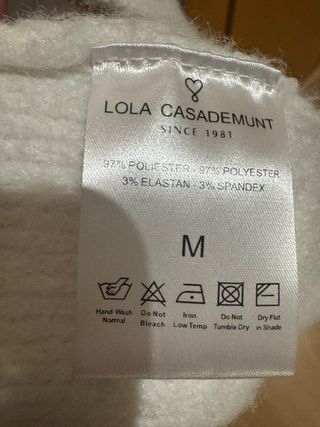 LOLA CASADEMUNT
SINCE 1981
97% POLIESTER - 97% POLYESTER
3% ELASTAN - 3% SPANDEX
M
Hand Wash Normal
Do Not Bleach
Iron Low Temp
Do Not Tumble Dry
Dry Flat in Shade